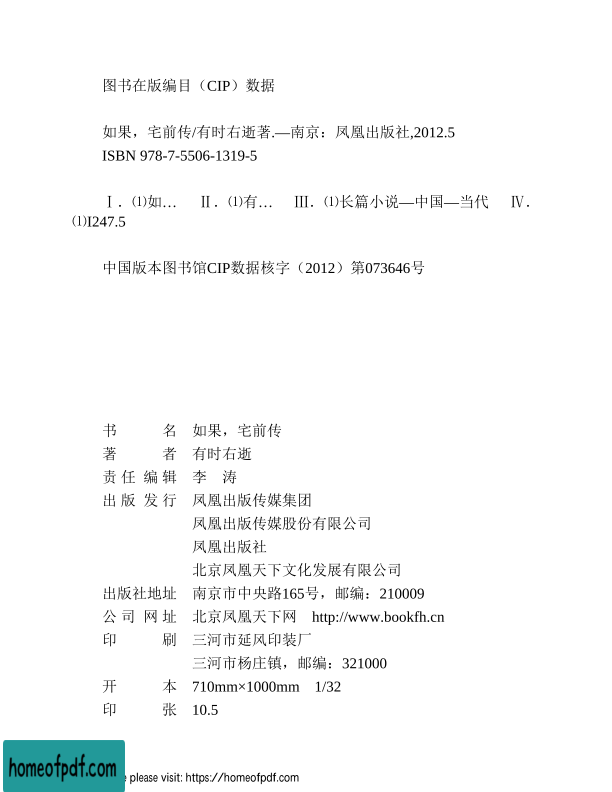 图书在版编目（CIP）数据
如果，宅前传/有时右逝著.—南京：凤凰出版社,2012.5
ISBN 978-7-5506-1319-5
Ⅰ．⑴如… Ⅱ．⑴有… Ⅲ．⑴长篇小说—中国—当代 Ⅳ．
⑴I247.5
中国版本图书馆CIP数据核字（2012）第073646号
书 名 如果，宅前传
著 者 有时右逝
责 任 编 辑 李 涛
出 版 发 行 凤凰出版传媒集团
凤凰出版传媒股份有限公司
凤凰出版社
北京凤凰天下文化发展有限公司
出版社地址 南京市中央路165号，邮编：210009
公 司 网 址 北京凤凰天下网 http://www.bookfh.cn
印 刷 三河市延风印装厂
三河市杨庄镇，邮编：321000
开 本 710mm×1000mm 1/32
印 张 10.5
homeofpdf.com
please visit: https://homeofpdf.com